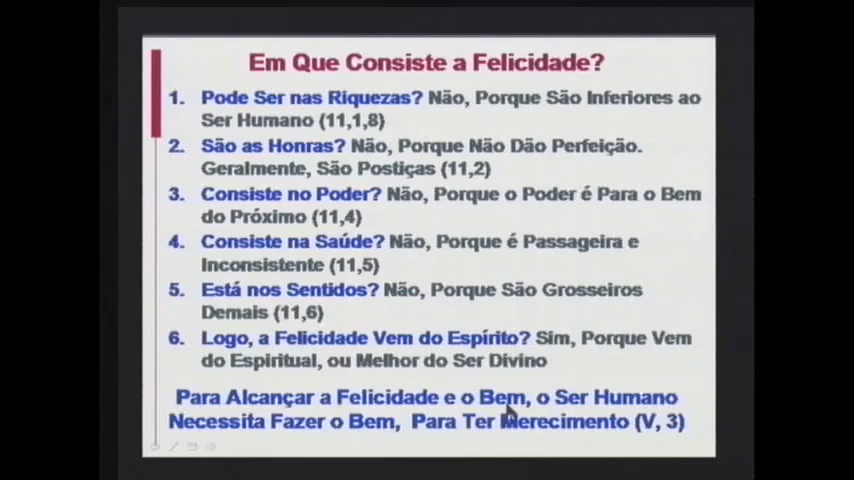 Em Que Consiste a Felicidade?
1. Pode Ser nas Riquezas? Não, Porque São Inferiores ao
Ser Humano (11,1,8)
2. São as Honras? Não, Porque Não Dão Perfeição.
Geralmente, São Postiças (11,2)
3. Consiste no Poder? Não, Porque o Poder é Para o Bem
do Próximo (11,4)
4. Consiste na Saúde? Não, Porque é Passageira e
Inconsistente (11,5)
5. Está nos Sentidos? Não, Porque São Grosseiros
Demais (11,6)
6. Logo, a Felicidade Vem do Espírito? Sim, Porque Vem
do Espiritual, ou Melhor do Ser Divino
Para Alcançar a Felicidade e o Bem, o Ser Humano
Necessita Fazer o Bem, Para Ter Merecimento (V, 3)